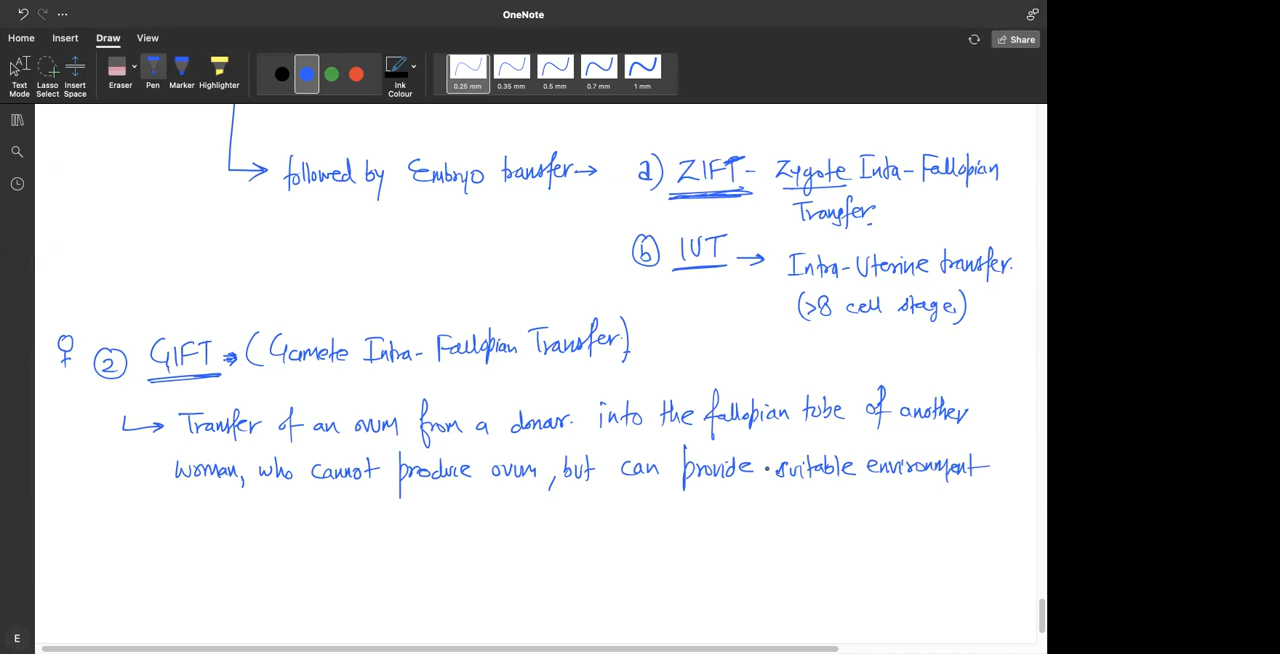 OneNote
Home Insert Draw View
Share
Text Mode
Lasso Select
Insert Space
Eraser
Pen
Marker
Highlighter
Ink Colour
0.25 mm
0.35 mm
0.5 mm
0.7 mm
1 mm
followed by Embryo transfer → a) ZIFT - Zygote Intra-Fallopian
Transfer.
b IUT → Intra-Uterine transfer.
(>8 cell stage)
♀ 2 GIFT → (Gamete Intra-Fallopian Transfer)
↳ Transfer of an ovum from a donar. into the fallopian tube of another
woman, who cannot produce ovum, but can provide suitable environment
E